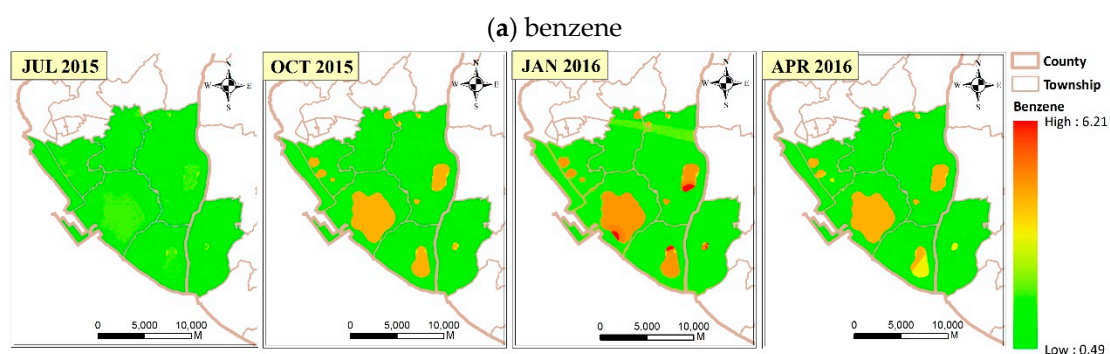 (a) benzene
JUL 2015
N
W E
S
0 5,000 10,000
M
OCT 2015
N
W E
S
0 5,000 10,000
M
JAN 2016
N
W E
S
0 5,000 10,000
M
APR 2016
N
W E
S
0 5,000 10,000
M
County
Township
Benzene
High : 6.21
Low : 0.49